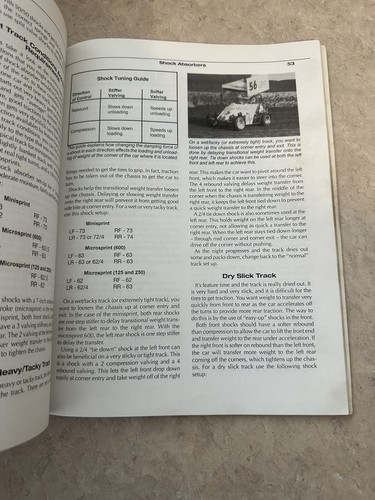 Shock Absorbers
53
Shock Tuning Guide
Direction of Control
Stiffer Valving
Softer Valving
Rebound
Slows down unloading
Speeds up unloading
Compression
Slows down loading
Speeds up loading
This guide explains how changing the damping force of
a shock in each direction affects the loading and unload-
ing of weight at the corner of the car where it is located.
springs needed to get the tires to grip. In fact, traction
has to be taken out of the chassis to get the car to
turn.
Shocks help the transitional weight transfer loosen
up the chassis. Delaying or slowing weight transfer
onto the right rear will prevent it from getting good
side bite at corner entry. For a wet or very tacky track,
use this shock setup:
Minisprint
LF - 73 RF - 73
LR - 73 or 72/4 RR - 74
Microsprint (600)
LF - 63 RF - 63
LR - 63 or 62/4 RR - 63
Microsprint (125 and 250)
LF - 62 RF - 62
LR - 62/4 RR - 63
On a wet/tacky track (or extremely tight track), you
want to loosen the chassis up at corner entry and
exit. In the case of the minisprint, both rear shocks
are one step stiffer to delay transitional weight trans-
fer from the left rear to the right rear. With the
microsprint 600, the left rear shock is one step stiffer
to delay the transfer.
Using a 2/4 "tie down" shock at the left front can
also be beneficial on a very sticky or tight track. This
is a shock with a 2 compression valving and a 4
rebound valving. This lets the left front drop down
easily at corner entry and take weight off of the right
56
On a wet/tacky (or extremely tight) track, you want to
loosen up the chassis at corner entry and exit. This is
done by delaying transitional weight transfer onto the
right rear. Tie down shocks can be used at both the left
front and left rear to achieve this.
rear. This makes the car want to pivot around the left
front, which makes it easier to steer into the corner.
The 4 rebound valving delays weight transfer from
the left front to the right rear. In the middle of the
corner when the chassis is transferring weight to the
right rear, it keeps the left front tied down to prevent
a quick weight transfer to the right rear.
A 2/4 tie down shock is also sometimes used at the
left rear. This holds weight on the left rear longer at
corner entry, not allowing as quick a transfer to the
right rear. When the left rear stays tied down longer
– through mid corner and corner exit – the car can
drive off the corner without pushing.
As the night progresses and the track dries out
some and packs down, change back to the "normal"
track set up.
Dry Slick Track
It's feature time and the track is really dried out. It
is very hard and very slick, and it is difficult for the
tires to get traction. You want weight to transfer very
quickly from front to rear as the car accelerates off
the turns to provide more rear traction. The way to
do this is by the use of "easy-up" shocks in the front.
Both front shocks should have a softer rebound
than compression to allow the car to lift the front end
and transfer weight to the rear under acceleration. If
the right front is softer on rebound than the left front,
the car will transfer more weight to the left rear
coming off the corners, which tightens up the chas-
sis. For a dry slick track use the following shock
setup: